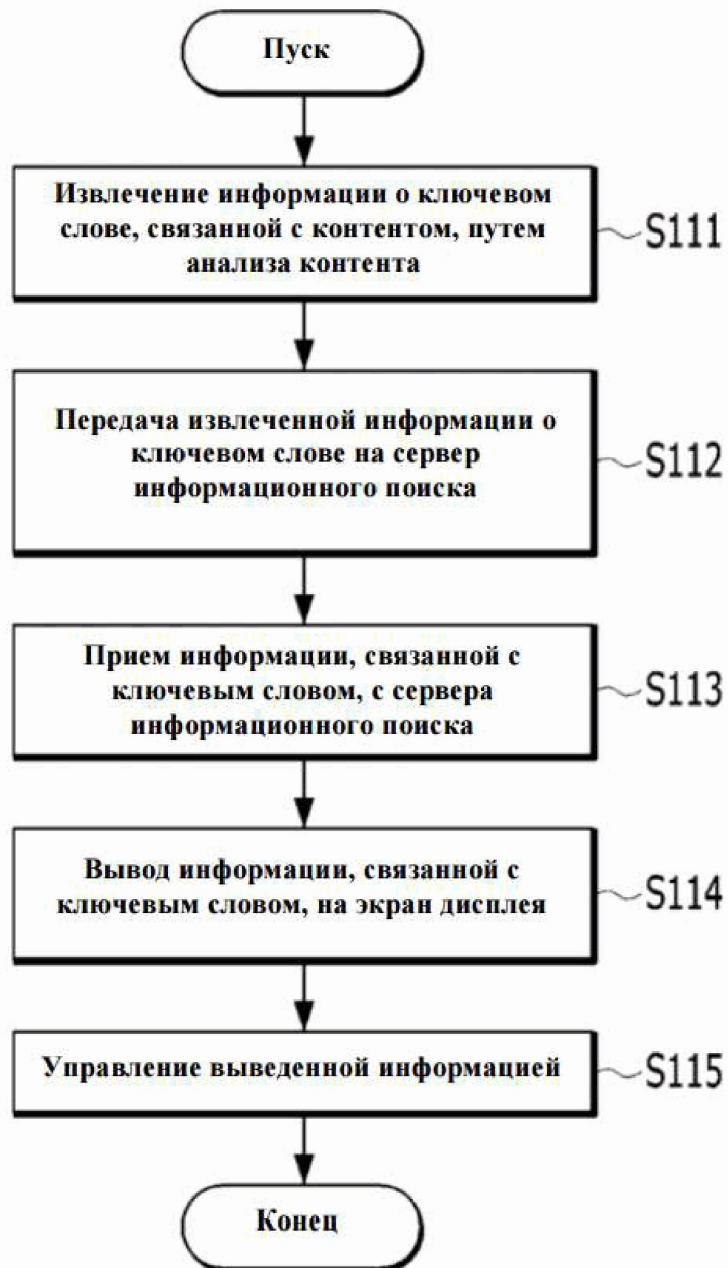 Пуск
Извлечение информации о ключевом
слове, связанной с контентом, путем
анализа контента
S111
Передача извлеченной информации о
ключевом слове на сервер
информационного поиска
S112
Прием информации, связанной с
ключевым словом, с сервера
информационного поиска
S113
Вывод информации, связанной с
ключевым словом, на экран дисплея
S114
Управление выведенной информацией
S115
Конец